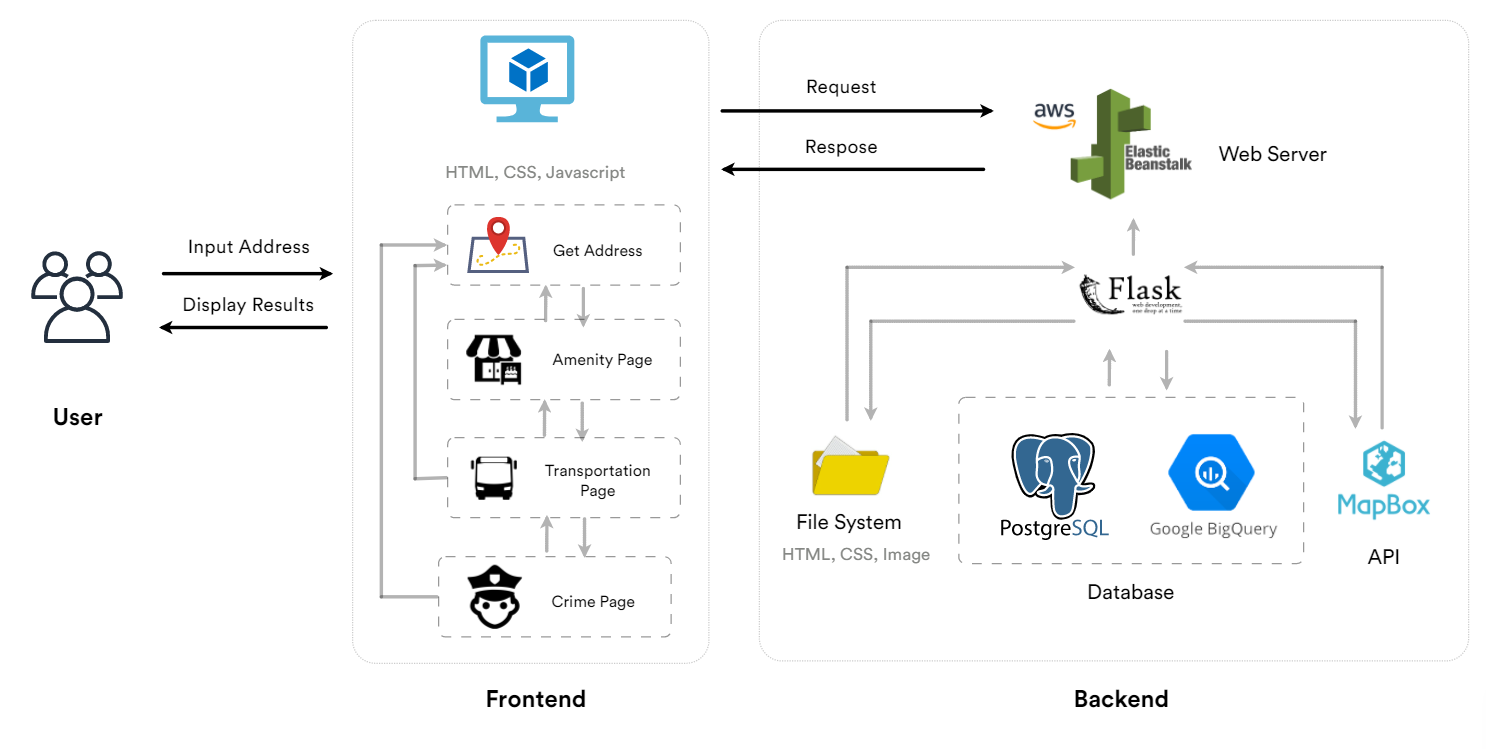 Request
aws
Respose
Elastic
Beanstalk
Web Server
HTML, CSS, Javascript
Input Address
Get Address
Display Results
Flask
web development,
one drop at a time
Amenity Page
User
Transportation
Page
MapBox
File System
PostgreSQL
Google BigQuery
HTML, CSS, Image
API
Database
Crime Page
Frontend
Backend